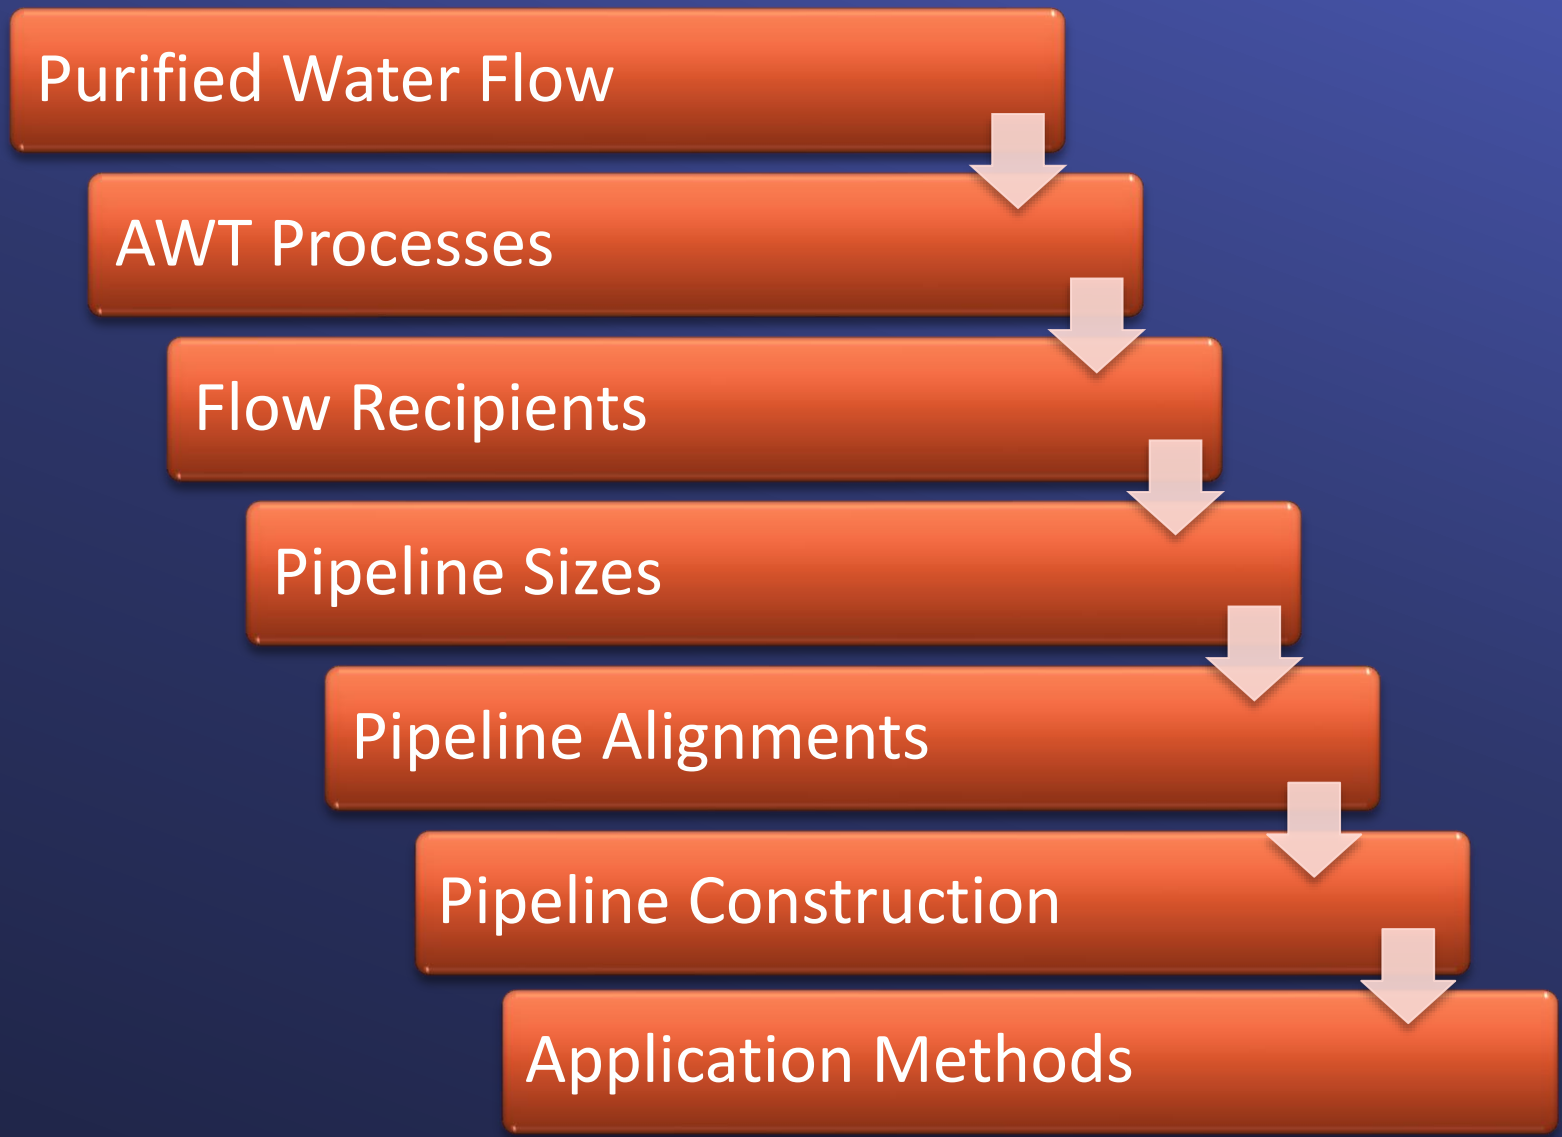 Purified Water Flow
AWT Processes
Flow Recipients
Pipeline Sizes
Pipeline Alignments
Pipeline Construction
Application Methods